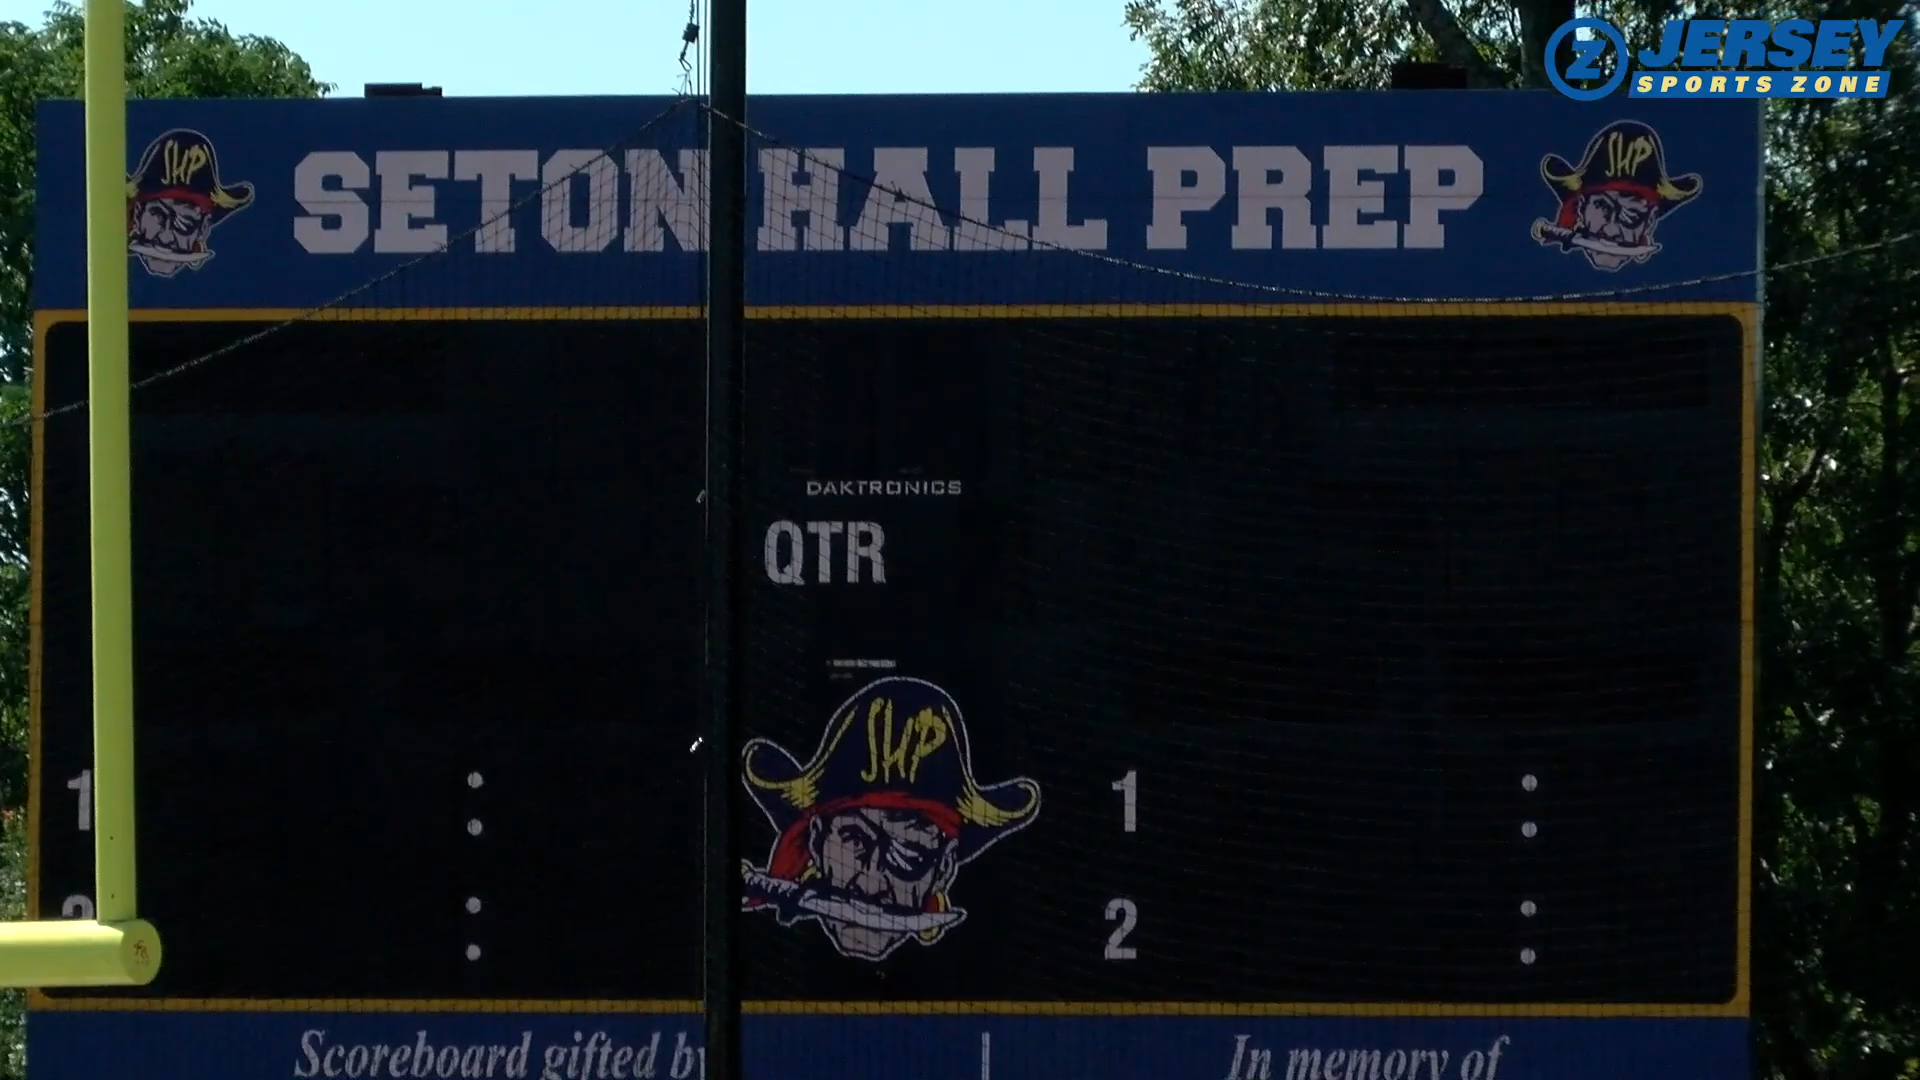 JERSEY
SPORTS ZONE
SHP
SETON HALL PREP
SHP
DAKTRONICS
QTR
SHP
1
1
2
2
Scoreboard gifted by
In memory of